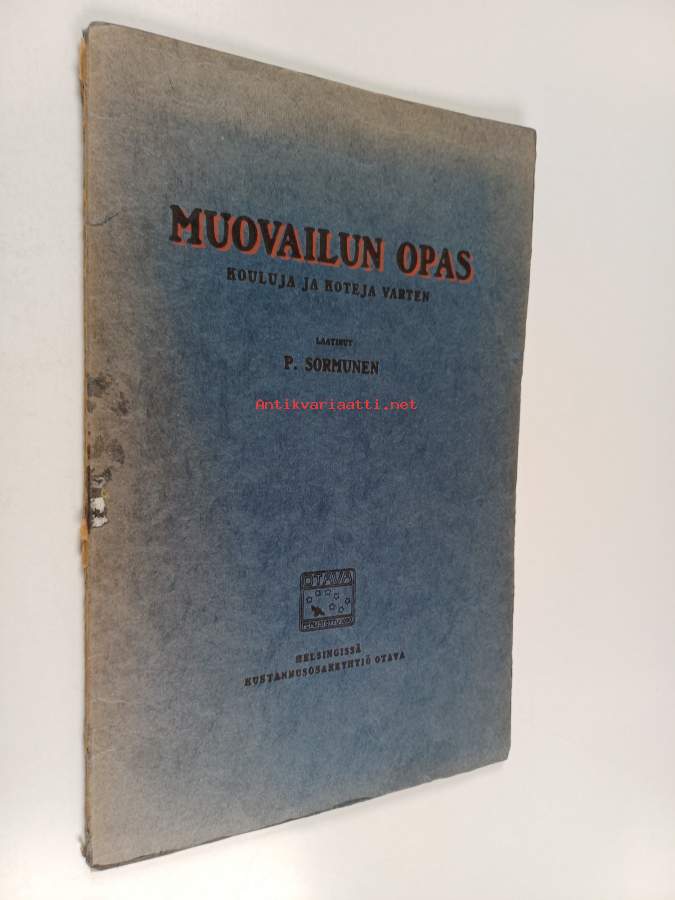 MUOVAILUN OPAS
KOULUJA JA KOTEJA VARTEN
LAATINUT
P. SORMUNEN
Antikvariaatti.net
OTAVA
HELSINGISSÄ
KUSTANNUSOSAKEYHTIÖ OTAVA